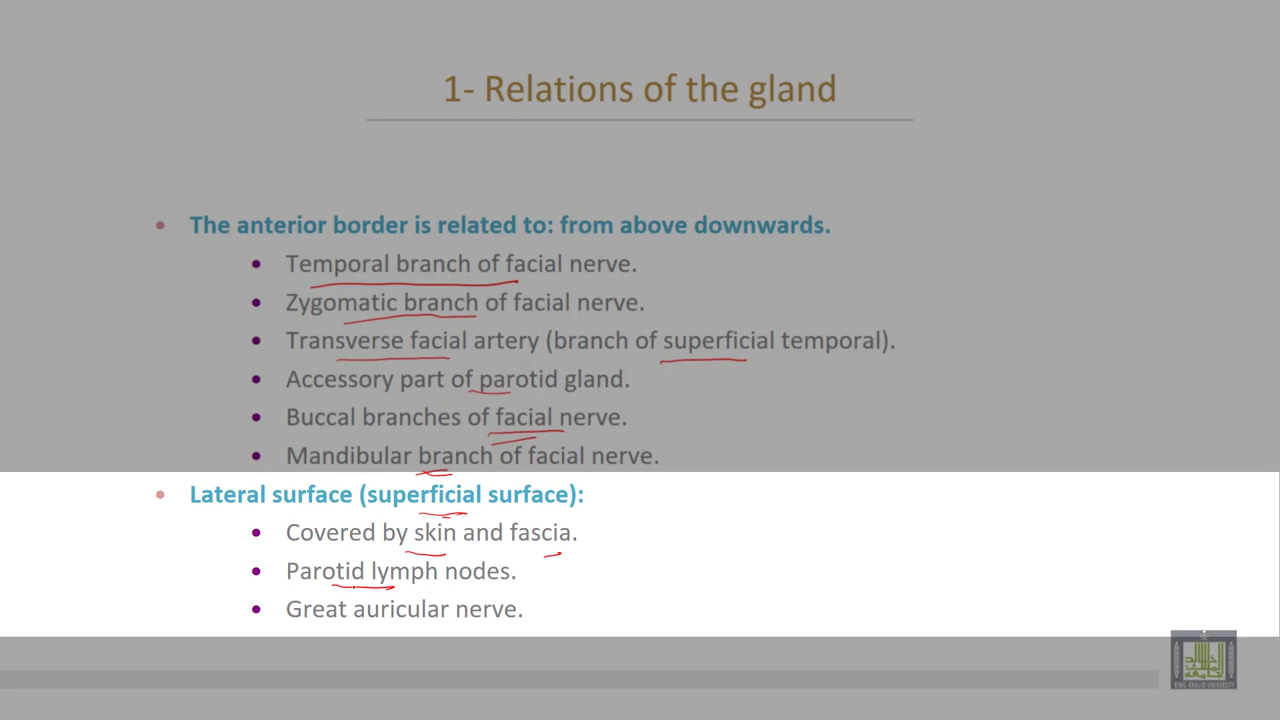 1- Relations of the gland
• The anterior border is related to: from above downwards.
• Temporal branch of facial nerve.
• Zygomatic branch of facial nerve.
• Transverse facial artery (branch of superficial temporal).
• Accessory part of parotid gland.
• Buccal branches of facial nerve.
• Mandibular branch of facial nerve.
• Lateral surface (superficial surface):
• Covered by skin and fascia.
• Parotid lymph nodes.
• Great auricular nerve.
KING KHALID UNIVERSITY